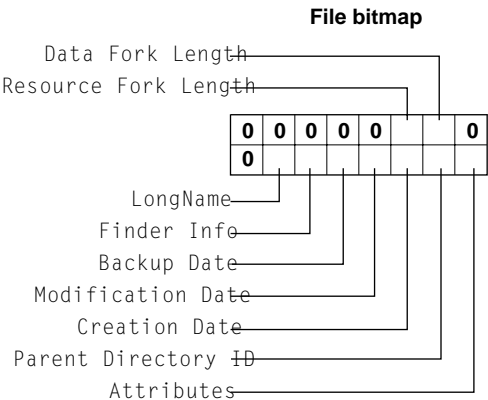 File bitmap
Data Fork Length
Resource Fork Length
0 0 0 0 0 0
0
LongName
Finder Info
Backup Date
Modification Date
Creation Date
Parent Directory ID
Attributes